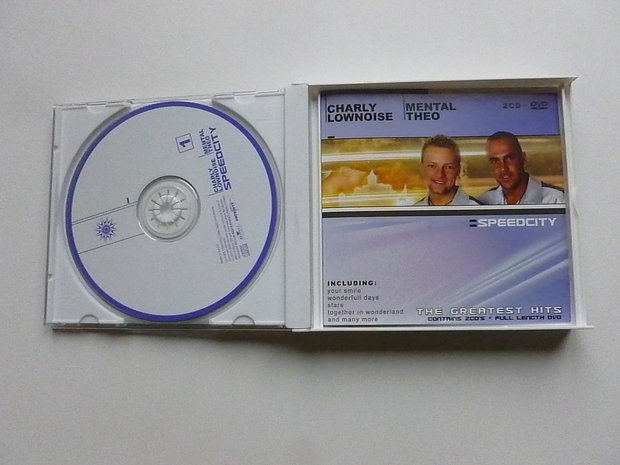 1
CHARLY
LOWNOISE
MENTAL
THEO
SPEEDCITY
CHARLY
LOWNOISE
MENTAL
THEO
2CD + DVD
SPEEDCITY
INCLUDING:
your smile
wonderfull days
stars
together in wonderland
and many more
THE GREATEST HITS
CONTAINS 2CD'S + FULL LENGTH DVD